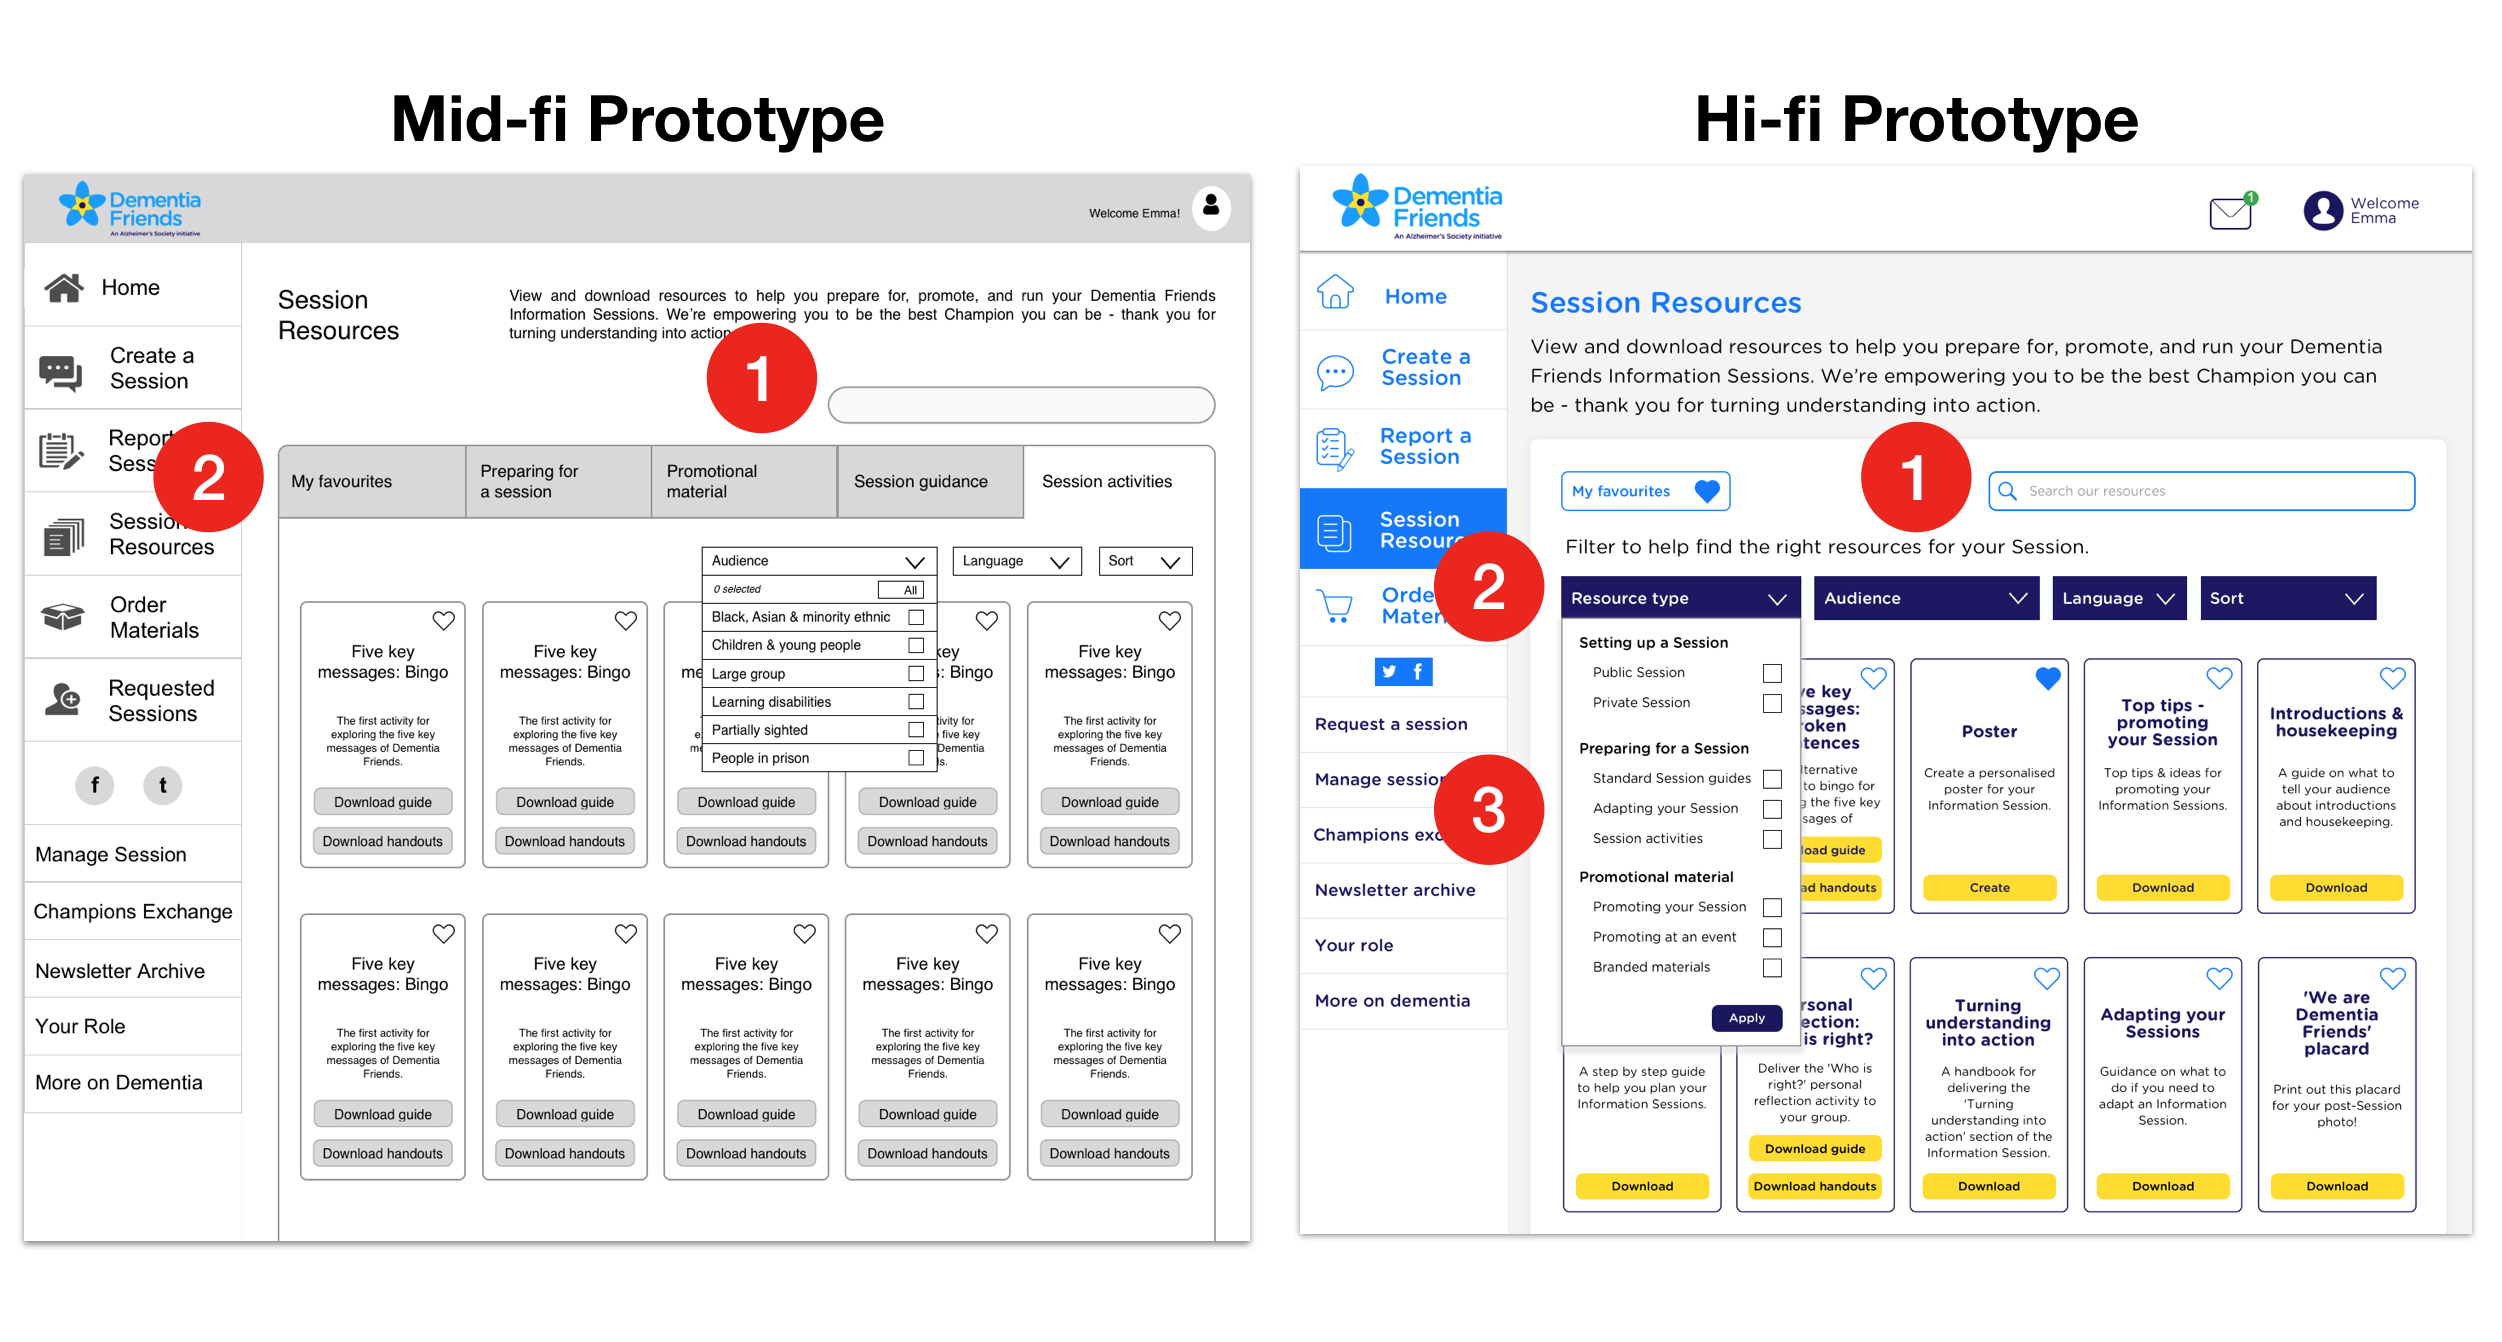 Mid-fi Prototype
Dementia
Friends
An Alzheimer's Society initiative
Welcome Emma!
Home
Create a
Session
Report
Sess
Session
Resources
Order
Materials
Requested
Sessions
f
t
Manage Session
Champions Exchange
Newsletter Archive
Your Role
More on Dementia
Session
Resources
View and download resources to help you prepare for, promote, and run your Dementia Friends
Information Sessions. We're empowering you to be the best Champion you can be - thank you for
turning understanding into action
1
2
My favourites
Preparing for
a session
Promotional
material
Session guidance
Session activities
Audience
Language
Sort
0 selected
All
Black, Asian & minority ethnic
Children & young people
Large group
Learning disabilities
Partially sighted
People in prison
Five key
messages: Bingo
The first activity for
exploring the five key
messages of Dementia
Friends.
Download guide
Download handouts
Five key
messages: Bingo
The first activity for
exploring the five key
messages of Dementia
Friends.
Download guide
Download handouts
me
e
me
Download guide
Download handouts
key
s: Bingo
ivity for
five key
Dementia
ls.
Download guide
Download handouts
Five key
messages: Bingo
The first activity for
exploring the five key
messages of Dementia
Friends.
Download guide
Download handouts
Five key
messages: Bingo
The first activity for
exploring the five key
messages of Dementia
Friends.
Download guide
Download handouts
Five key
messages: Bingo
The first activity for
exploring the five key
messages of Dementia
Friends.
Download guide
Download handouts
Five key
messages: Bingo
The first activity for
exploring the five key
messages of Dementia
Friends.
Download guide
Download handouts
Five key
messages: Bingo
The first activity for
exploring the five key
messages of Dementia
Friends.
Download guide
Download handouts
Five key
messages: Bingo
The first activity for
exploring the five key
messages of Dementia
Friends.
Download guide
Download handouts
Hi-fi Prototype
Dementia
Friends
An Alzheimer's Society initiative
1
Welcome
Emma
Home
Create a
Session
Report a
Session
Session
Resour
Orde
Mater
f
Request a session
Manage session
Champions exc
Newsletter archive
Your role
More on dementia
Session Resources
View and download resources to help you prepare for, promote, and run your Dementia
Friends Information Sessions. We're empowering you to be the best Champion you can
be - thank you for turning understanding into action.
1
2
3
My favourites
Search our resources
Filter to help find the right resources for your Session.
Resource type
Audience
Language
Sort
Setting up a Session
Public Session
Private Session
Preparing for a Session
Standard Session guides
Adapting your Session
Session activities
Promotional material
Promoting your Session
Promoting at an event
Branded materials
Apply
ve key
ssages:
oken
tences
lternative
to bingo for
g the five key
sages of
load guide
ad handouts
Poster
Create a personalised
poster for your
Information Session.
Create
Top tips -
promoting
your Session
Top tips & ideas for
promoting your
Information Sessions.
Download
Introductions &
housekeeping
A guide on what to
tell your audience
about introductions
and housekeeping.
Download
A step by step guide
to help you plan your
Information Sessions.
Download
rsonal
ection:
is right?
Deliver the 'Who is
right?' personal
reflection activity to
your group.
Download guide
Download handouts
Turning
understanding
into action
A handbook for
delivering the
'Turning
understanding into
action' section of the
Information Session.
Download
Adapting your
Sessions
Guidance on what to
do if you need to
adapt an Information
Session.
Download
'We are
Dementia
Friends'
placard
Print out this placard
for your post-Session
photo!
Download